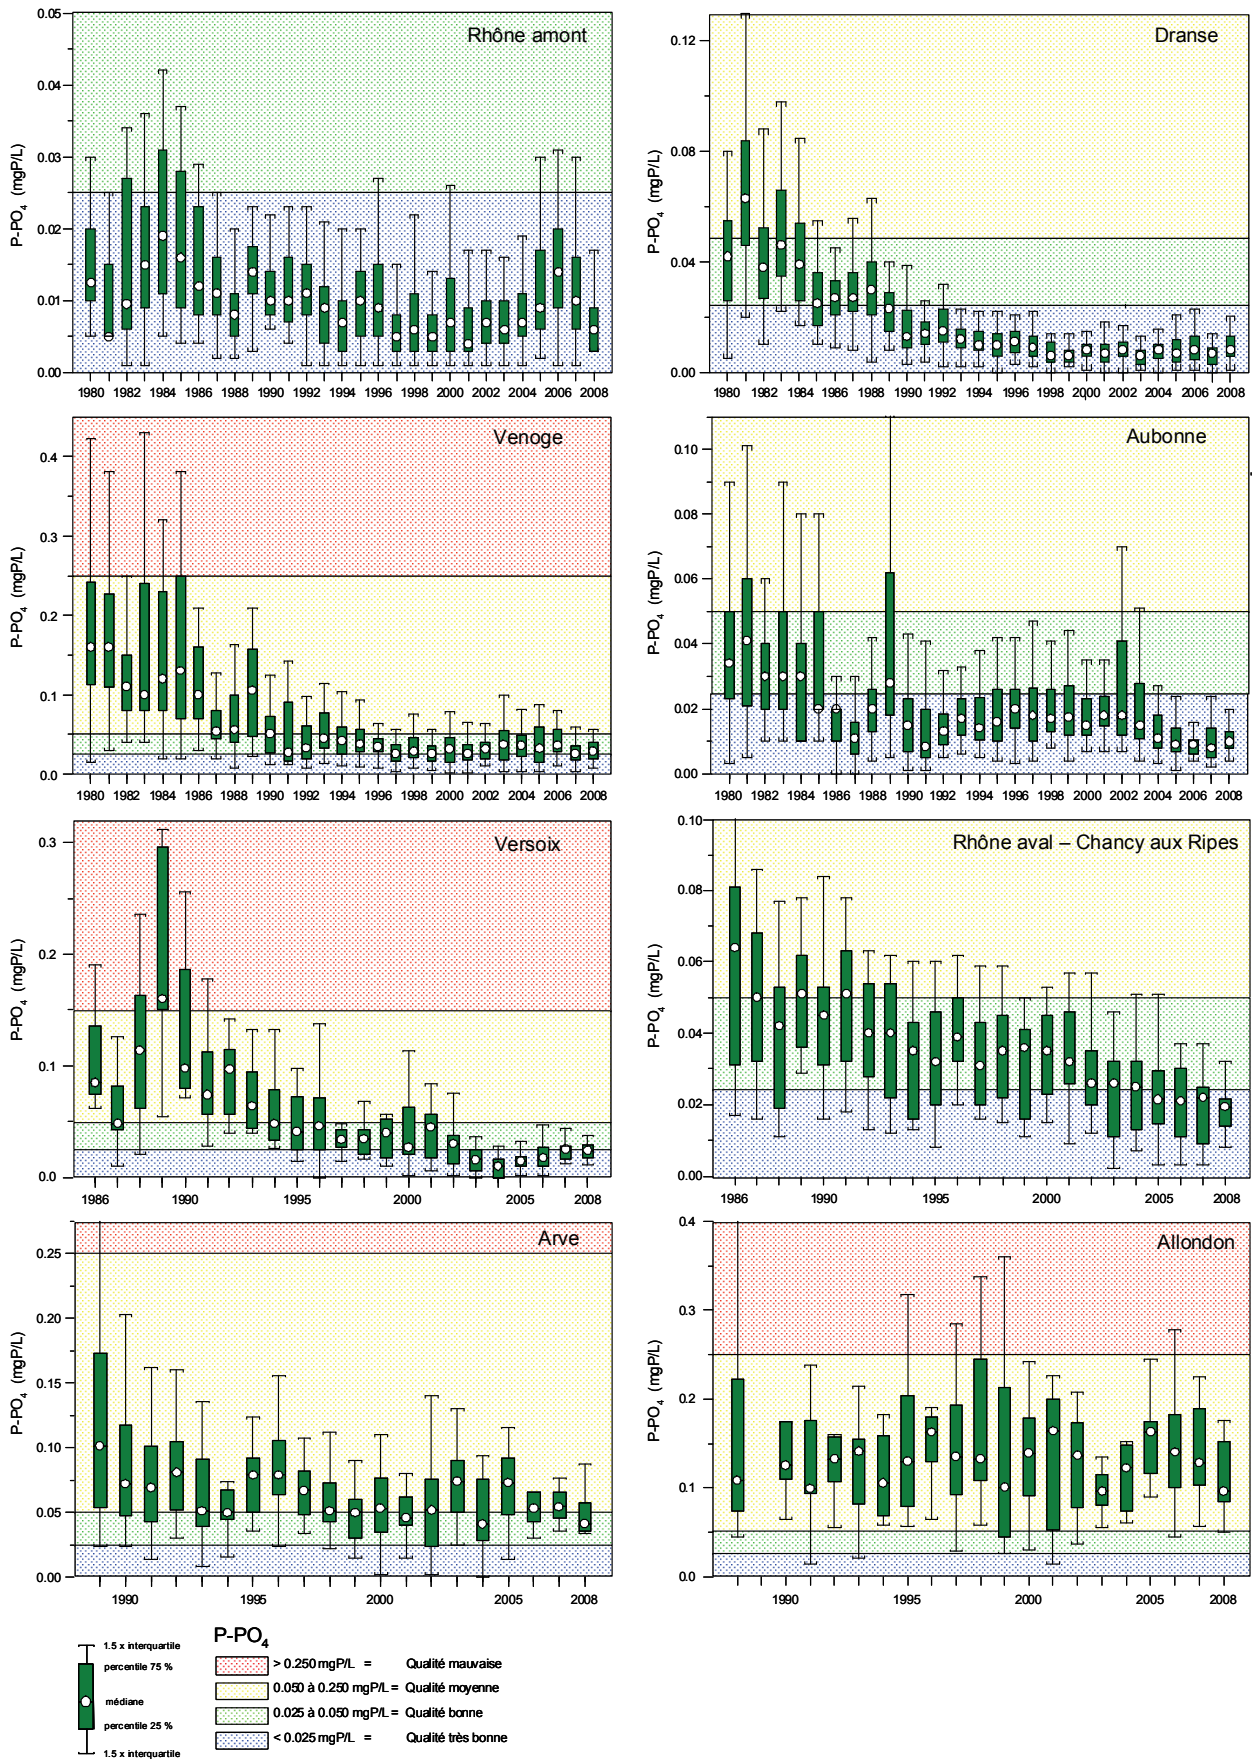 Rhône amont
P-PO4 (mgP/L)
0.05
0.04
0.03
0.02
0.01
0.00
1980 1982 1984 1986 1988 1990 1992 1994 1996 1998 2000 2002 2004 2006 2008
Dranse
P-PO4 (mgP/L)
0.12
0.08
0.04
0.00
1980 1982 1984 1986 1988 1990 1992 1994 1996 1998 2000 2002 2004 2006 2008
Venoge
P-PO4 (mgP/L)
0.4
0.3
0.2
0.1
0.0
1980 1982 1984 1986 1988 1990 1992 1994 1996 1998 2000 2002 2004 2006 2008
Aubonne
P-PO4 (mgP/L)
0.10
0.08
0.06
0.04
0.02
0.00
1980 1982 1984 1986 1988 1990 1992 1994 1996 1998 2000 2002 2004 2006 2008
Versoix
P-PO4 (mgP/L)
0.3
0.2
0.1
0.0
1986 1990 1995 2000 2005 2008
Rhône aval – Chancy aux Ripes
P-PO4 (mgP/L)
0.10
0.08
0.06
0.04
0.02
0.00
1986 1990 1995 2000 2005 2008
Arve
P-PO4 (mgP/L)
0.25
0.20
0.15
0.10
0.05
0.00
1990 1995 2000 2005 2008
Allondon
P-PO4 (mgP/L)
0.4
0.3
0.2
0.1
0.0
1990 1995 2000 2005 2008
1.5 x interquartile
percentile 75 %
médiane
percentile 25 %
1.5 x interquartile
P-PO4
> 0.250 mgP/L = Qualité mauvaise
0.050 à 0.250 mgP/L = Qualité moyenne
0.025 à 0.050 mgP/L = Qualité bonne
< 0.025 mgP/L = Qualité très bonne